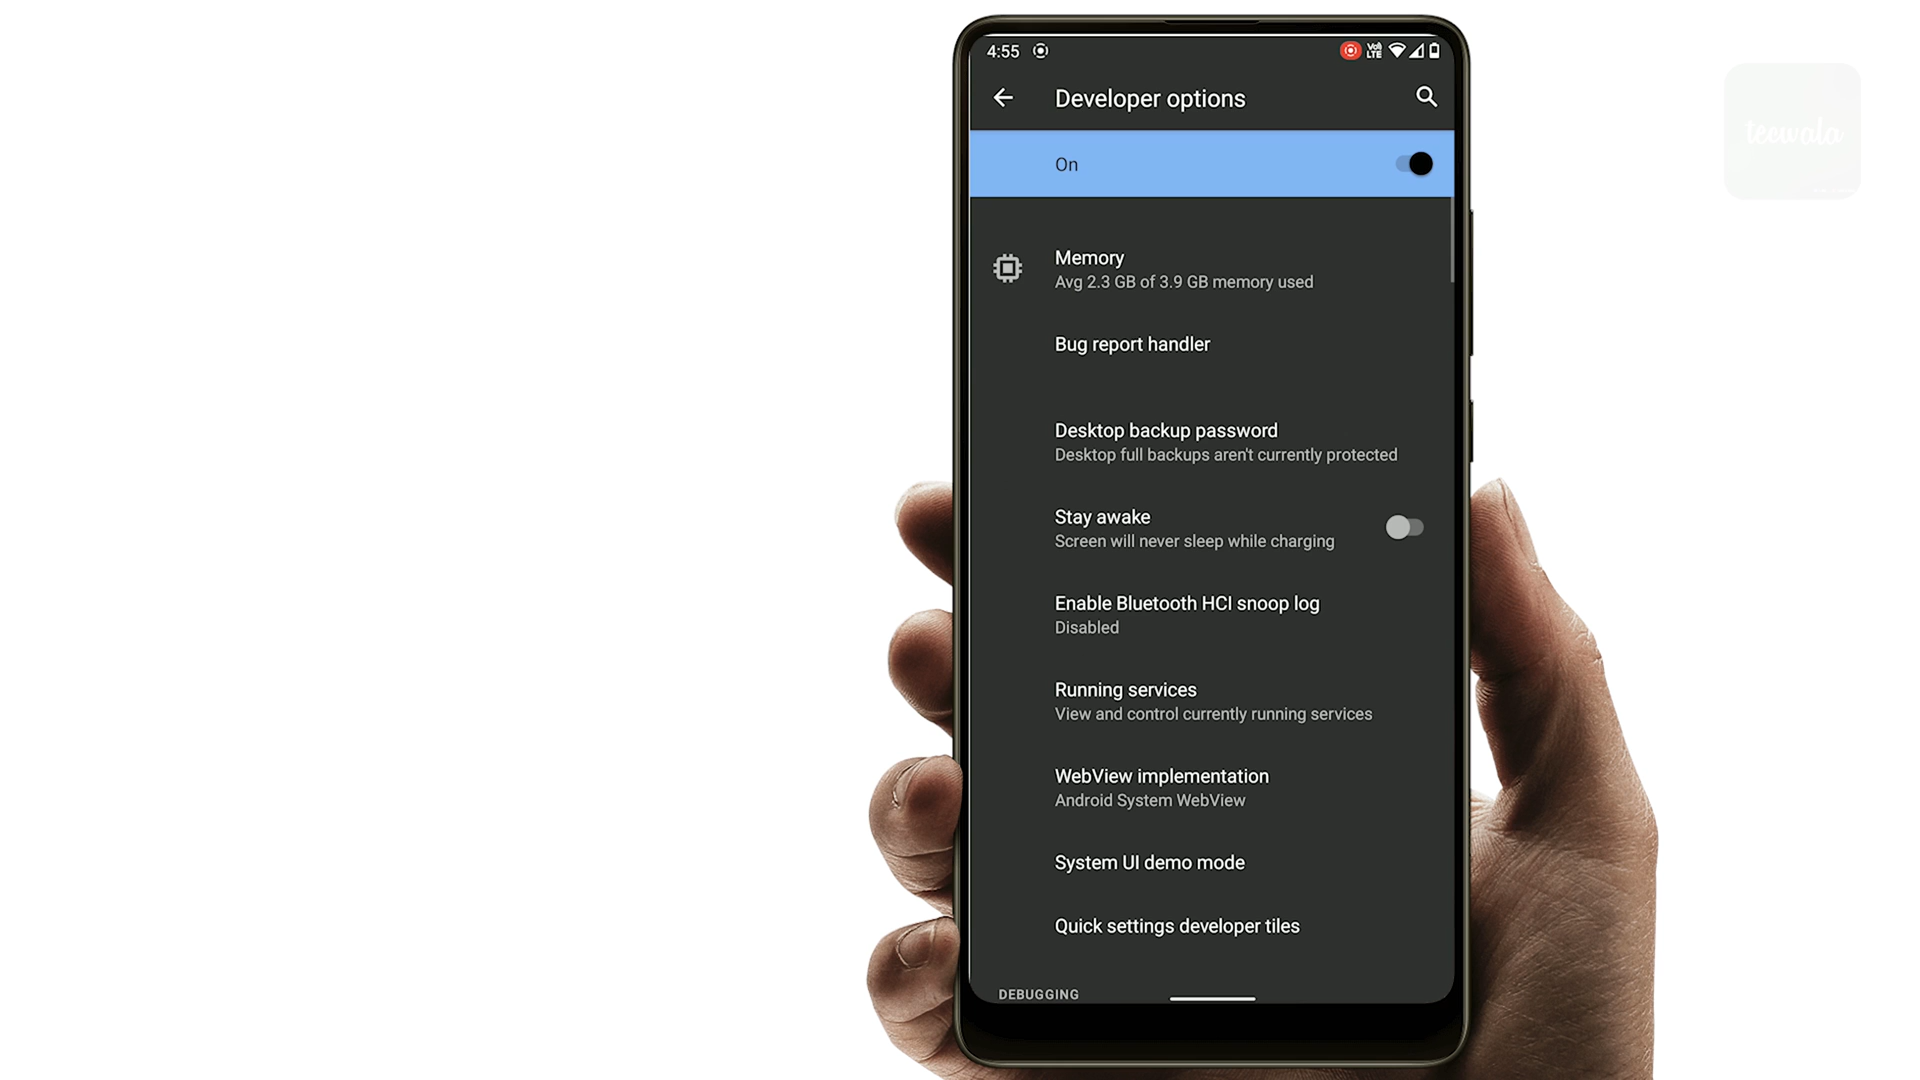 4:55
Vo)
LTE
Developer options
teewala
On
Memory
Avg 2.3 GB of 3.9 GB memory used
Bug report handler
Desktop backup password
Desktop full backups aren't currently protected
Stay awake
Screen will never sleep while charging
Enable Bluetooth HCI snoop log
Disabled
Running services
View and control currently running services
WebView implementation
Android System WebView
System UI demo mode
Quick settings developer tiles
DEBUGGING